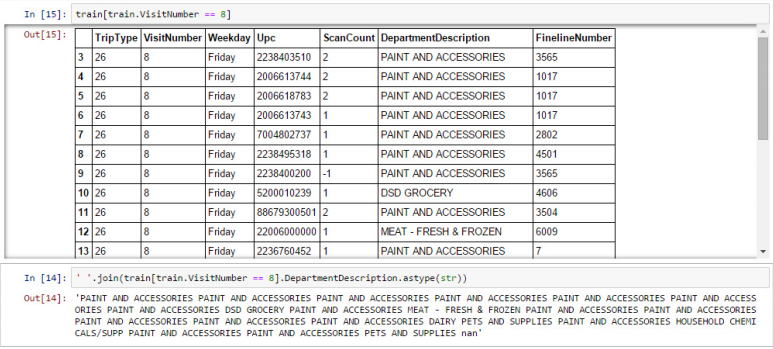 In [15]: train[train.VisitNumber == 8]
Out[15]:
TripType VisitNumber Weekday Upc ScanCount DepartmentDescription FinelineNumber
3 26 8 Friday 2238403510 2 PAINT AND ACCESSORIES 3565
4 26 8 Friday 2006613744 2 PAINT AND ACCESSORIES 1017
5 26 8 Friday 2006618783 2 PAINT AND ACCESSORIES 1017
6 26 8 Friday 2006613743 1 PAINT AND ACCESSORIES 1017
7 26 8 Friday 7004802737 1 PAINT AND ACCESSORIES 2802
8 26 8 Friday 2238495318 1 PAINT AND ACCESSORIES 4501
9 26 8 Friday 2238400200 -1 PAINT AND ACCESSORIES 3565
10 26 8 Friday 5200010239 1 DSD GROCERY 4606
11 26 8 Friday 88679300501 2 PAINT AND ACCESSORIES 3504
12 26 8 Friday 22006000000 1 MEAT - FRESH & FROZEN 6009
13 26 8 Friday 2236760452 1 PAINT AND ACCESSORIES 7
In [14]: ' '.join(train[train.VisitNumber == 8].DepartmentDescription.astype(str))
Out[14]: 'PAINT AND ACCESSORIES PAINT AND ACCESSORIES PAINT AND ACCESSORIES PAINT AND ACCESSORIES PAINT AND ACCESSORIES PAINT AND ACCESS
ORIES PAINT AND ACCESSORIES DSD GROCERY PAINT AND ACCESSORIES MEAT - FRESH & FROZEN PAINT AND ACCESSORIES PAINT AND ACCESSORIES
PAINT AND ACCESSORIES PAINT AND ACCESSORIES PAINT AND ACCESSORIES DAIRY PETS AND SUPPLIES PAINT AND ACCESSORIES HOUSEHOLD CHEMI
CALS/SUPP PAINT AND ACCESSORIES PAINT AND ACCESSORIES PETS AND SUPPLIES nan'